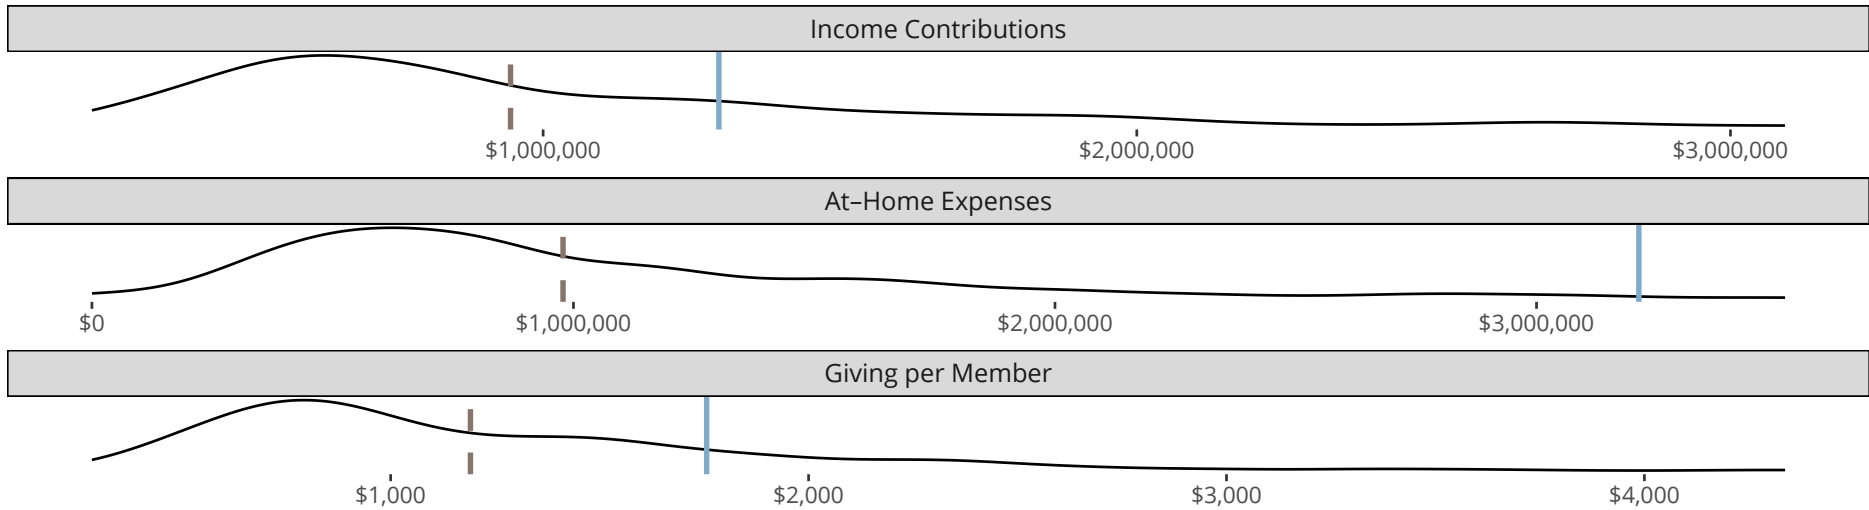 Income Contributions
$1,000,000 $2,000,000 $3,000,000
At–Home Expenses
$0 $1,000,000 $2,000,000 $3,000,000
Giving per Member
$1,000 $2,000 $3,000 $4,000